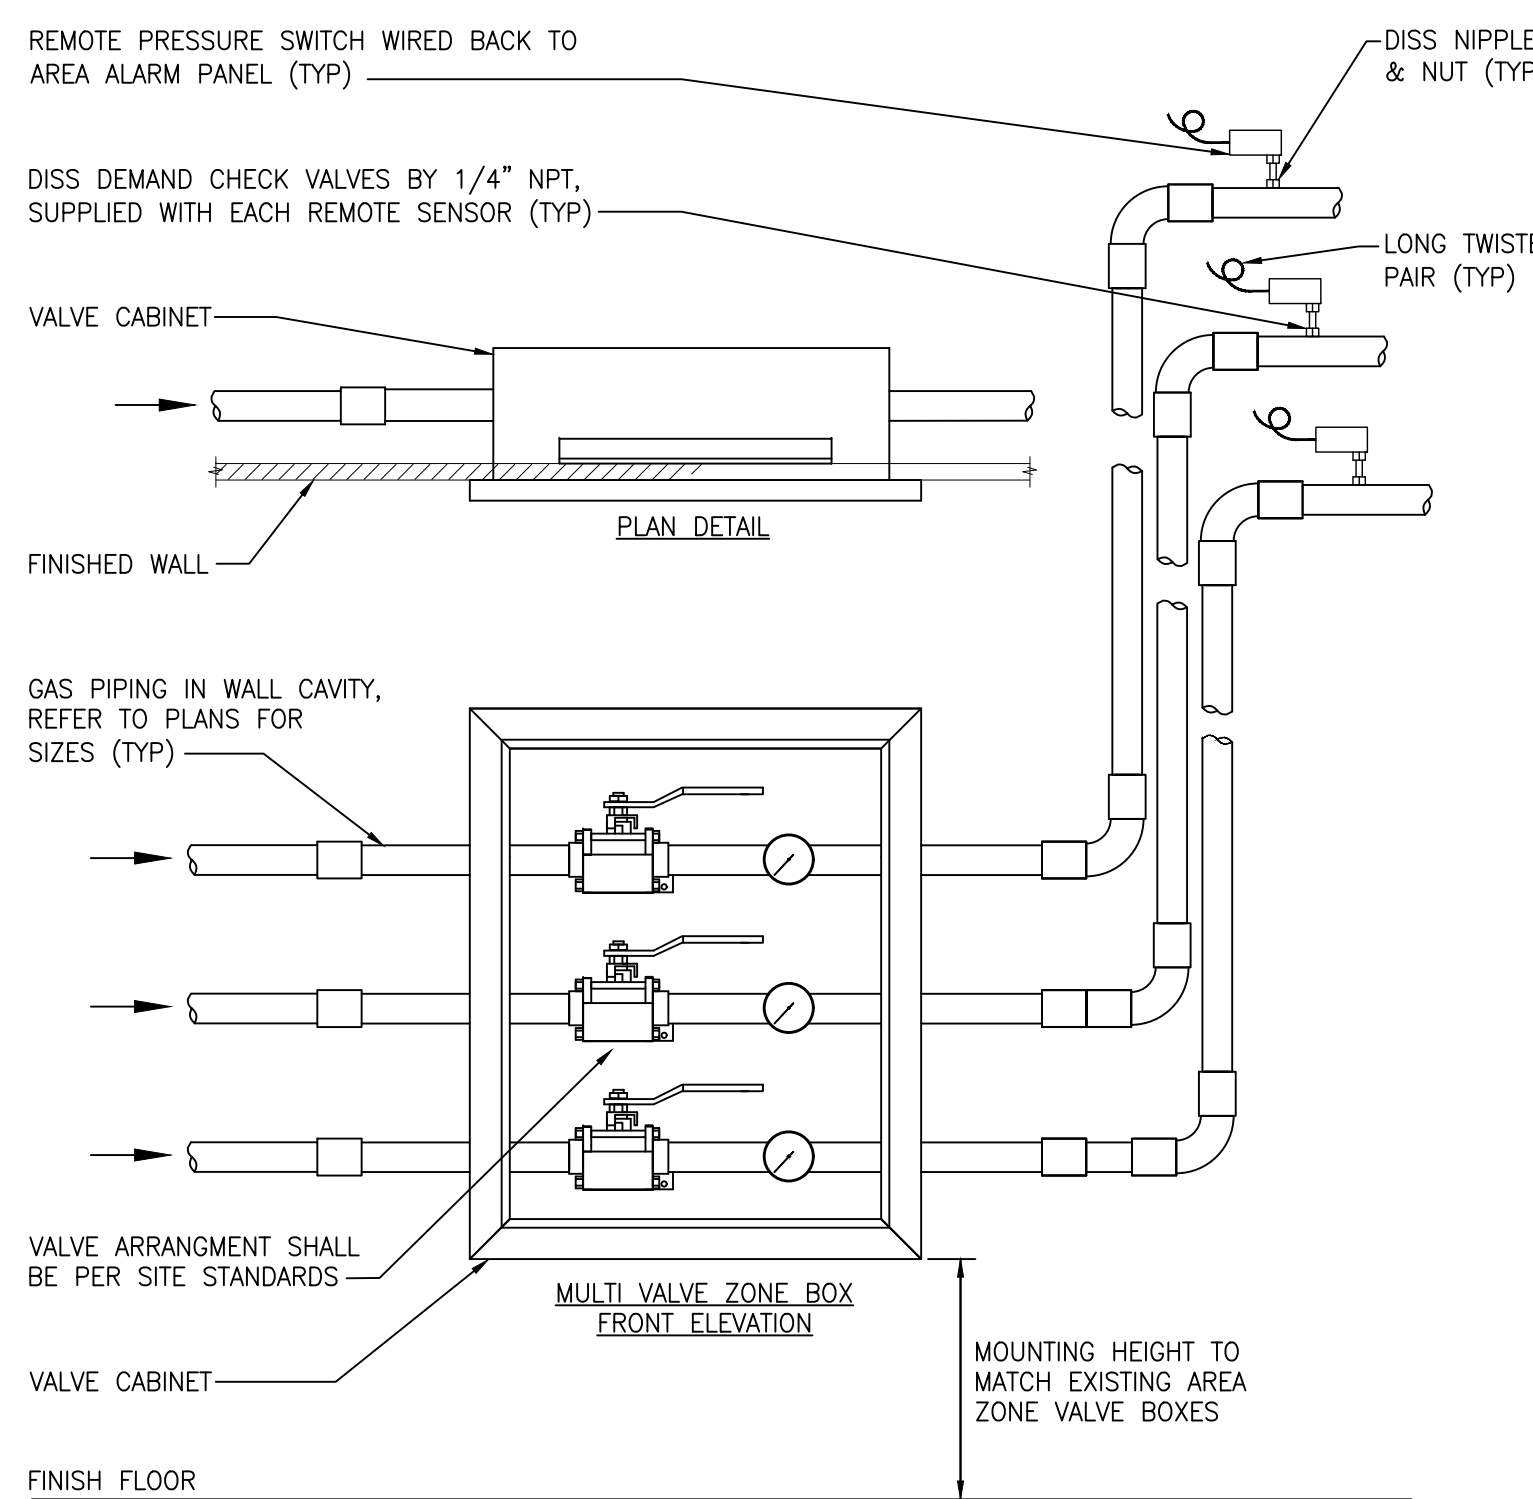 REMOTE PRESSURE SWITCH WIRED BACK TO
AREA ALARM PANEL (TYP)
DISS NIPPLE
& NUT (TYP
DISS DEMAND CHECK VALVES BY 1/4" NPT,
SUPPLIED WITH EACH REMOTE SENSOR (TYP)
LONG TWISTE
PAIR (TYP)
VALVE CABINET
PLAN DETAIL
FINISHED WALL
GAS PIPING IN WALL CAVITY,
REFER TO PLANS FOR
SIZES (TYP)
VALVE ARRANGMENT SHALL
BE PER SITE STANDARDS
MULTI VALVE ZONE BOX
FRONT ELEVATION
VALVE CABINET
MOUNTING HEIGHT TO
MATCH EXISTING AREA
ZONE VALVE BOXES
FINISH FLOOR